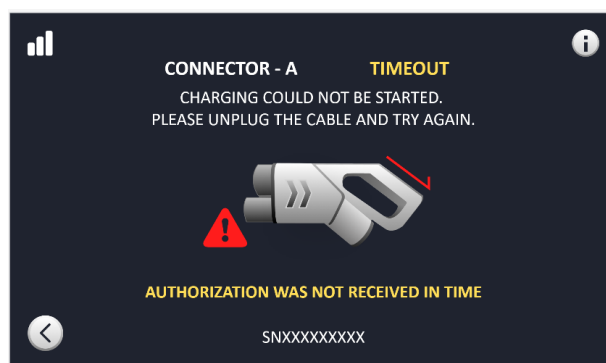 CONNECTOR - A TIMEOUT
CHARGING COULD NOT BE STARTED.
PLEASE UNPLUG THE CABLE AND TRY AGAIN.
AUTHORIZATION WAS NOT RECEIVED IN TIME
SNXXXXXXXXX